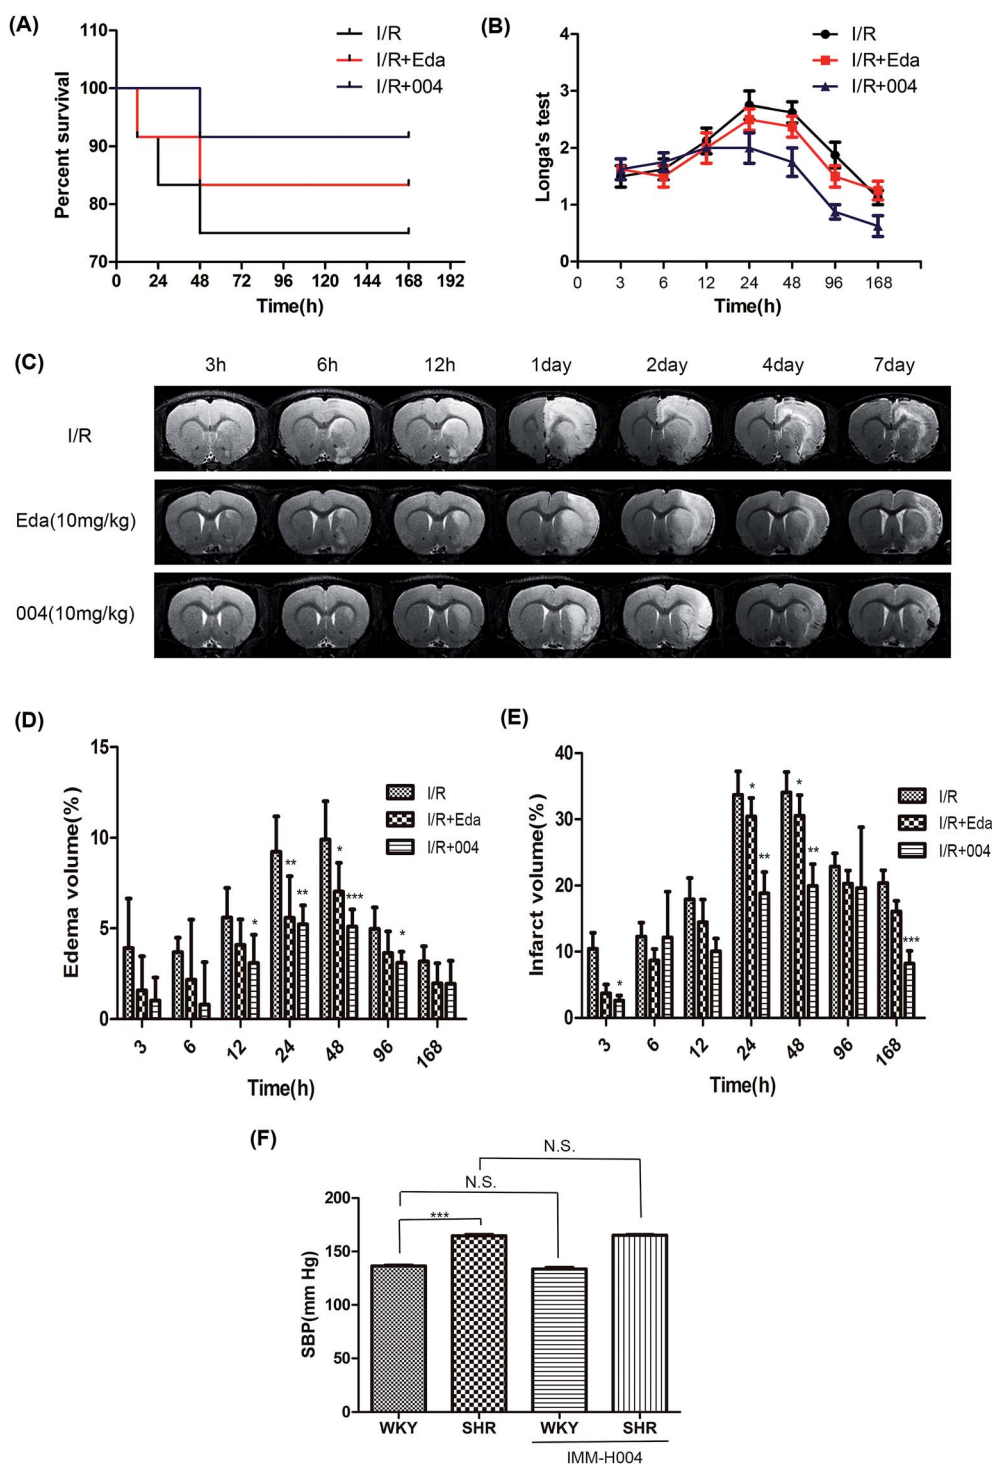 (A)
110
100
90
80
70
Percent survival
0 24 48 72 96 120 144 168 192
Time(h)
I/R
I/R+Eda
I/R+004
(B)
4
3
2
1
0
Longa's test
0 3 6 12 24 48 96 168
Time(h)
I/R
I/R+Eda
I/R+004
(C)
3h 6h 12h 1day 2day 4day 7day
I/R
Eda(10mg/kg)
004(10mg/kg)
(D)
15
10
5
0
Edema volume(%)
* ** ** * *** *
3 6 12 24 48 96 168
Time(h)
I/R
I/R+Eda
I/R+004
(E)
40
30
20
10
0
Infarct volume(%)
* * ** * ** ***
3 6 12 24 48 96 168
Time(h)
I/R
I/R+Eda
I/R+004
(F)
N.S.
N.S.
***
200
150
100
50
0
SBP(mm Hg)
WKY SHR WKY SHR
IMM-H004